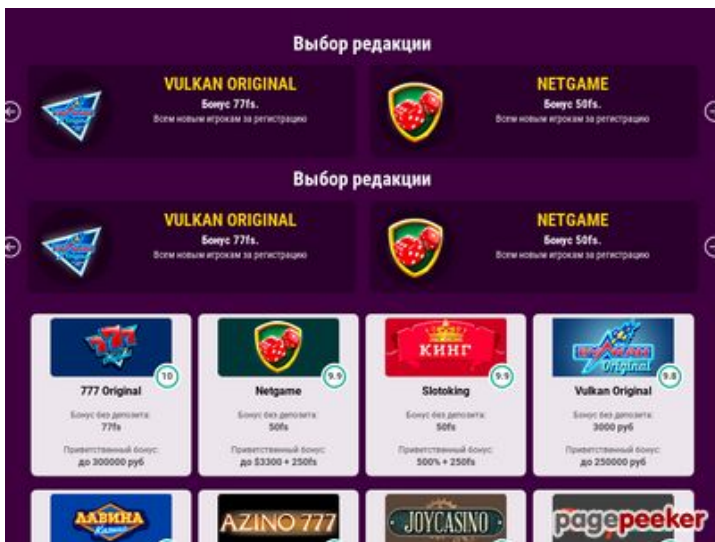 Выбор редакции
VULKAN ORIGINAL
Бонус 77fs.
Всем новым игрокам за регистрацию
NETGAME
Бонус 50fs.
Всем новым игрокам за регистрацию
Выбор редакции
VULKAN ORIGINAL
Бонус 77fs.
Всем новым игрокам за регистрацию
NETGAME
Бонус 50fs.
Всем новым игрокам за регистрацию
777
10
777 Original
Бонус без депозита:
77fs
Приветственный бонус:
до 300000 руб
9.9
Netgame
Бонус без депозита:
50fs
Приветственный бонус:
до $3300 + 250fs
КИНГ
9.9
Slotoking
Бонус без депозита:
50fs
Приветственный бонус:
500% + 250fs
ВУЛКАН
Original
9.8
Vulkan Original
Бонус без депозита:
3000 руб
Приветственный бонус:
до 250000 руб
ЛАВИНА
Казино
AZINO 777
JOYCASINO
pagepeeker